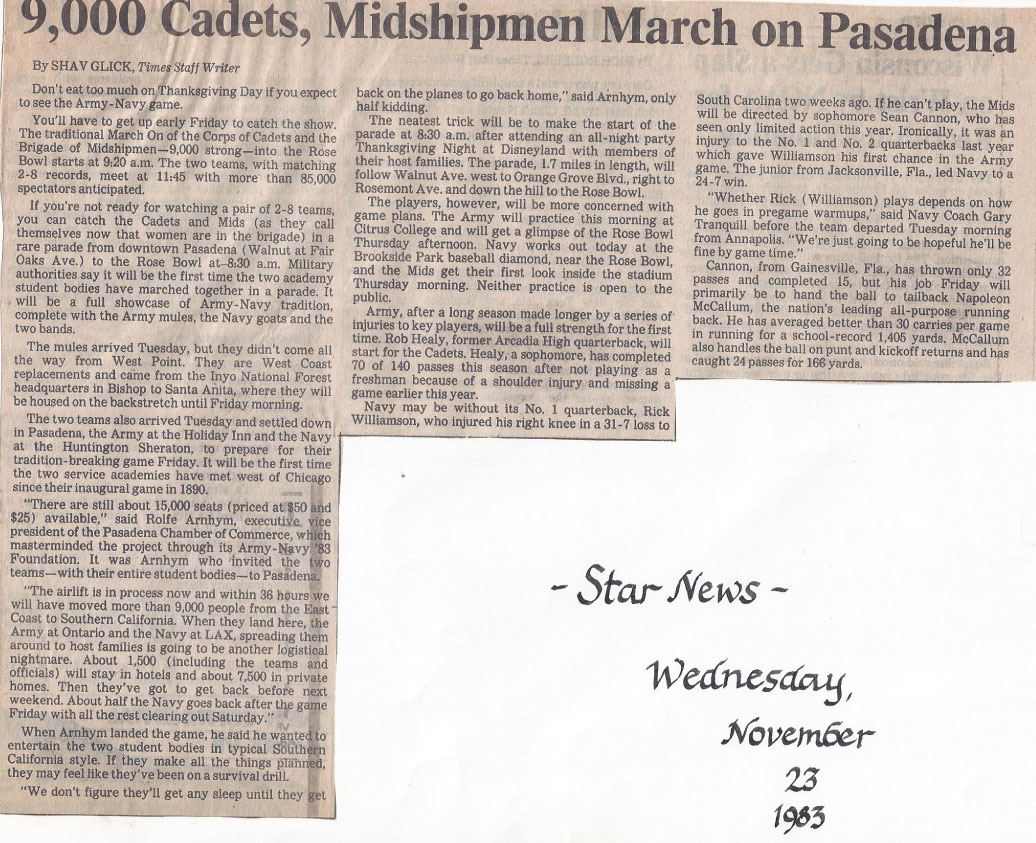 9,000 Cadets, Midshipmen March on Pasadena
By SHAV GLICK, Times Staff Writer
Don't eat too much on Thanksgiving Day if you expect
to see the Army-Navy game.
You'll have to get up early Friday to catch the show.
The traditional March On of the Corps of Cadets and the
Brigade of Midshipmen—9,000 strong—into the Rose
Bowl starts at 9:20 a.m. The two teams, with matching
2-8 records, meet at 11:45 with more than 85,000
spectators anticipated.
If you're not ready for watching a pair of 2-8 teams,
you can catch the Cadets and Mids (as they call
themselves now that women are in the brigade) in a
rare parade from downtown Pasadena (Walnut at Fair
Oaks Ave.) to the Rose Bowl at 8:30 a.m. Military
authorities say it will be the first time the two academy
student bodies have marched together in a parade. It
will be a full showcase of Army-Navy tradition,
complete with the Army mules, the Navy goats and the
two bands.
The mules arrived Tuesday, but they didn't come all
the way from West Point. They are West Coast
replacements and came from the Inyo National Forest
headquarters in Bishop to Santa Anita, where they will
be housed on the backstretch until Friday morning.
The two teams also arrived Tuesday and settled down
in Pasadena, the Army at the Holiday Inn and the Navy
at the Huntington Sheraton, to prepare for their
tradition-breaking game Friday. It will be the first time
the two service academies have met west of Chicago
since their inaugural game in 1890.
"There are still about 15,000 seats (priced at $50 and
$25) available," said Rolfe Arnhym, executive vice
president of the Pasadena Chamber of Commerce, which
masterminded the project through its Army-Navy '83
Foundation. It was Arnhym who invited the two
teams—with their entire student bodies—to Pasadena.
"The airlift is in process now and within 36 hours we
will have moved more than 9,000 people from the East
Coast to Southern California. When they land here, the
Army at Ontario and the Navy at LAX, spreading them
around to host families is going to be another logistical
nightmare. About 1,500 (including the teams and
officials) will stay in hotels and about 7,500 in private
homes. Then they've got to get back before next
weekend. About half the Navy goes back after the game
Friday with all the rest clearing out Saturday."
When Arnhym landed the game, he said he wanted to
entertain the two student bodies in typical Southern
California style. If they make all the things planned,
they may feel like they've been on a survival drill.
"We don't figure they'll get any sleep until they get
back on the planes to go back home," said Arnhym, only
half kidding.
The neatest trick will be to make the start of the
parade at 8:30 a.m. after attending an all-night party
Thanksgiving Night at Disneyland with members of
their host families. The parade, 1.7 miles in length, will
follow Walnut Ave. west to Orange Grove Blvd., right to
Rosemont Ave. and down the hill to the Rose Bowl.
The players, however, will be more concerned with
game plans. The Army will practice this morning at
Citrus College and will get a glimpse of the Rose Bowl
Thursday afternoon. Navy works out today at the
Brookside Park baseball diamond, near the Rose Bowl,
and the Mids get their first look inside the stadium
Thursday morning. Neither practice is open to the
public.
Army, after a long season made longer by a series of
injuries to key players, will be a full strength for the first
time. Rob Healy, former Arcadia High quarterback, will
start for the Cadets. Healy, a sophomore, has completed
70 of 140 passes this season after not playing as a
freshman because of a shoulder injury and missing a
game earlier this year.
Navy may be without its No. 1 quarterback, Rick
Williamson, who injured his right knee in a 31-7 loss to
South Carolina two weeks ago. If he can't play, the Mids
will be directed by sophomore Sean Cannon, who has
seen only limited action this year. Ironically, it was an
injury to the No. 1 and No. 2 quarterbacks last year
which gave Williamson his first chance in the Army
game. The junior from Jacksonville, Fla., led Navy to a
24-7 win.
"Whether Rick (Williamson) plays depends on how
he goes in pregame warmups," said Navy Coach Gary
Tranquill before the team departed Tuesday morning
from Annapolis. "We're just going to be hopeful he'll be
fine by game time."
Cannon, from Gainesville, Fla., has thrown only 32
passes and completed 15, but his job Friday will
primarily be to hand the ball to tailback Napoleon
McCallum, the nation's leading all-purpose running
back. He has averaged better than 30 carries per game
in running for a school-record 1,405 yards. McCallum
also handles the ball on punt and kickoff returns and has
caught 24 passes for 166 yards.
- Star News -
Wednesday,
November
23
1983